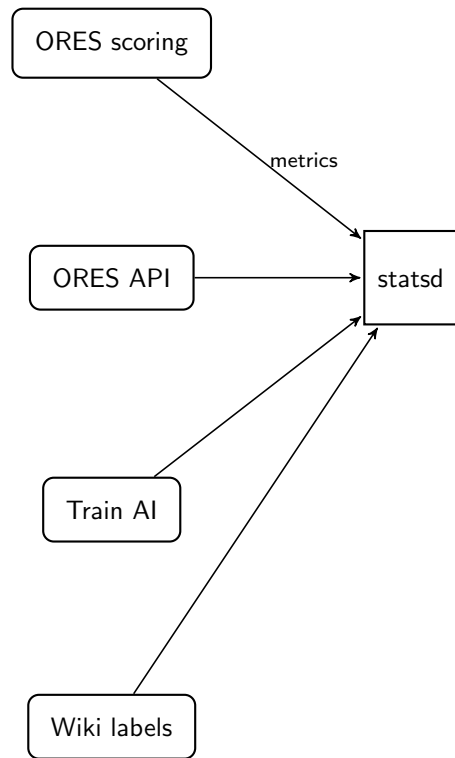 ORES scoring
metrics
ORES API
statsd
Train AI
Wiki labels